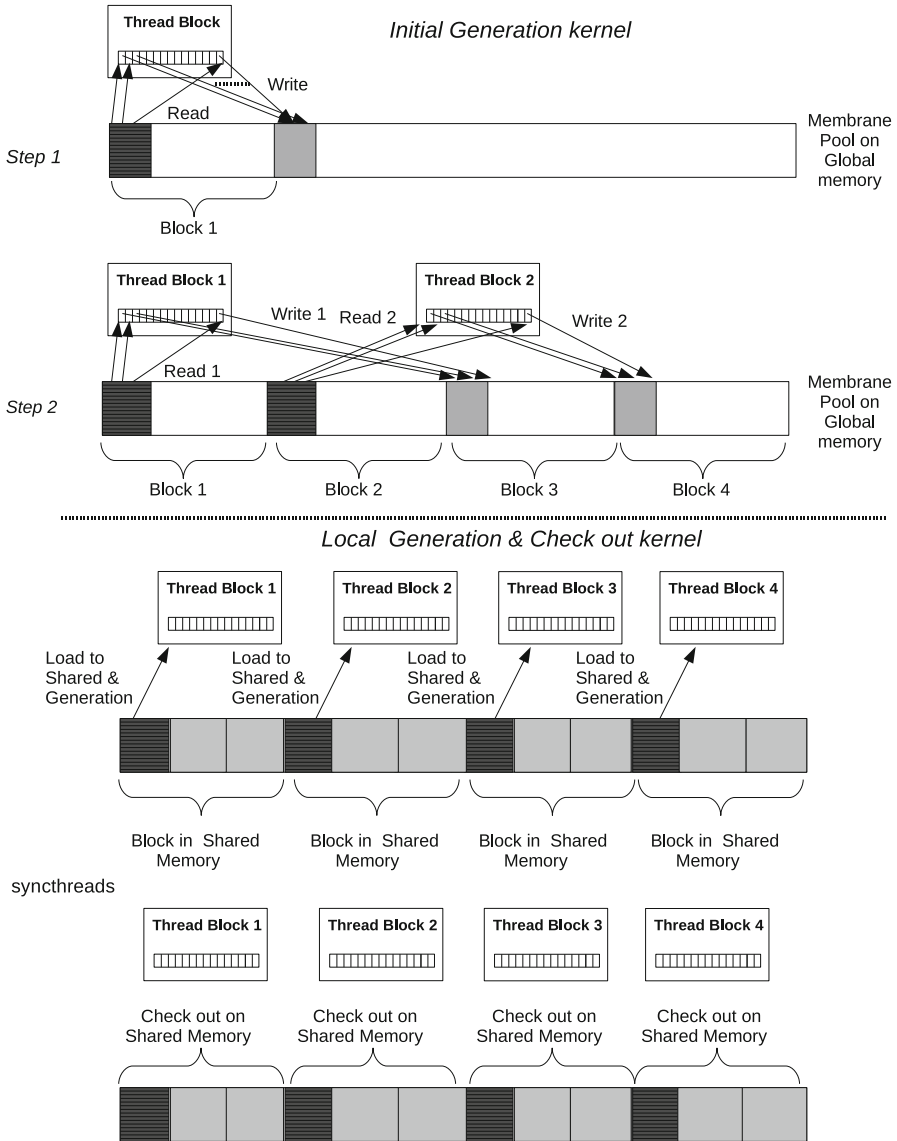 Initial Generation kernel
Thread Block
Write
Read
Step 1
Membrane
Pool on
Global
memory
Block 1
Thread Block 1
Thread Block 2
Write 1
Read 2
Write 2
Read 1
Step 2
Membrane
Pool on
Global
memory
Block 1
Block 2
Block 3
Block 4
Local Generation & Check out kernel
Thread Block 1
Thread Block 2
Thread Block 3
Thread Block 4
Load to
Shared &
Generation
Load to
Shared &
Generation
Load to
Shared &
Generation
Load to
Shared &
Generation
Block in Shared
Memory
Block in Shared
Memory
Block in Shared
Memory
Block in Shared
Memory
syncthreads
Thread Block 1
Thread Block 2
Thread Block 3
Thread Block 4
Check out on
Shared Memory
Check out on
Shared Memory
Check out on
Shared Memory
Check out on
Shared Memory